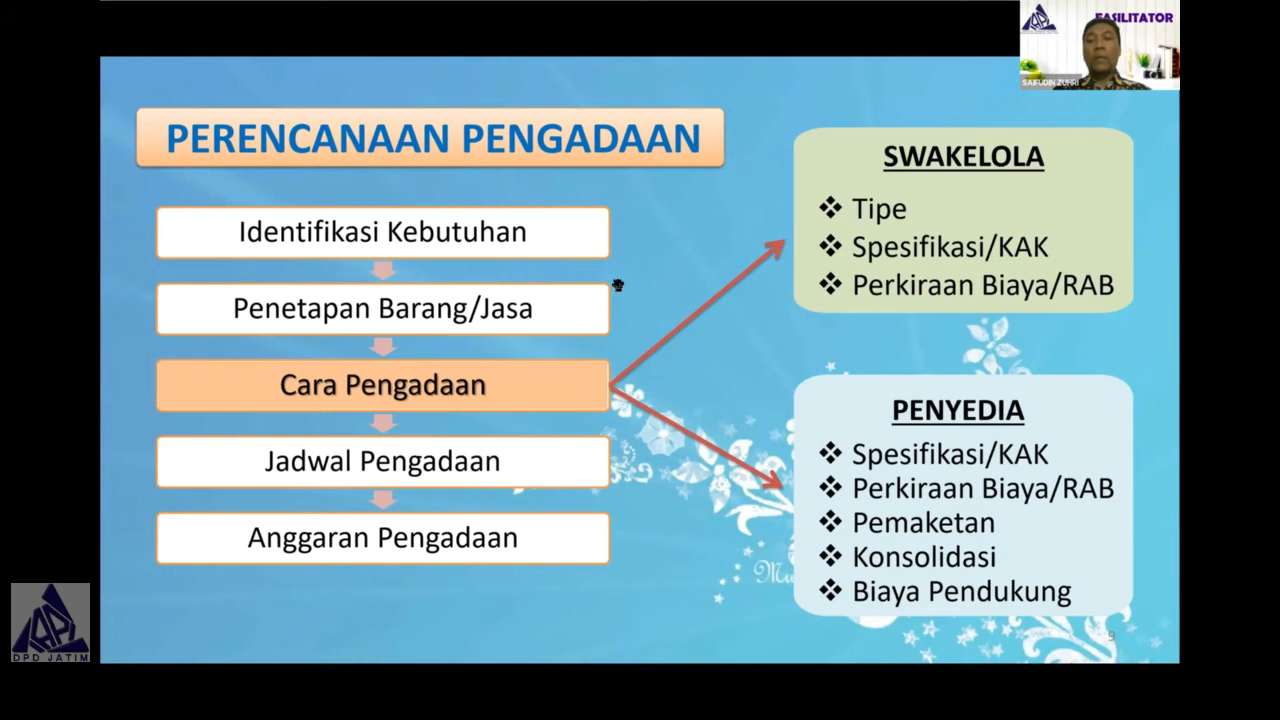 FASILITATOR
SAIFUDIN ZUHRI
PERENCANAAN PENGADAAN
Identifikasi Kebutuhan
Penetapan Barang/Jasa
Cara Pengadaan
Jadwal Pengadaan
Anggaran Pengadaan
SWAKELOLA
Tipe
Spesifikasi/KAK
Perkiraan Biaya/RAB
PENYEDIA
Spesifikasi/KAK
Perkiraan Biaya/RAB
Pemaketan
Konsolidasi
Biaya Pendukung
9
DPD JATIM